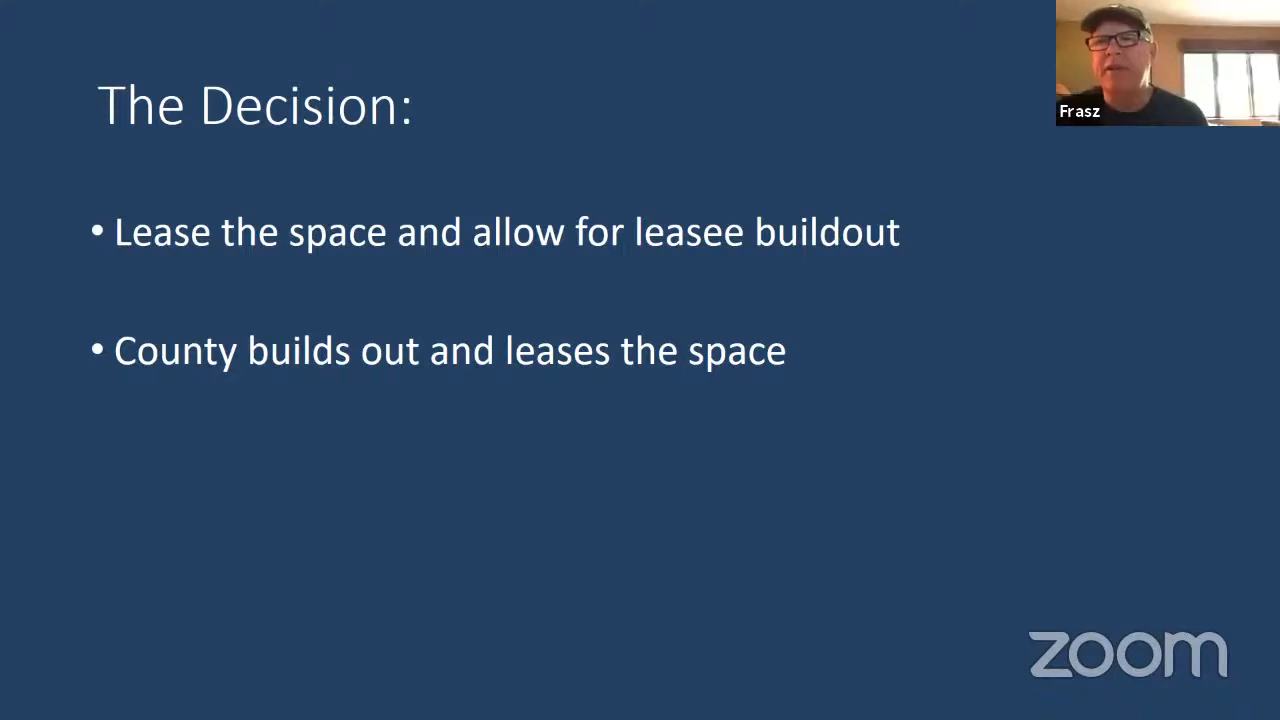 Frasz
The Decision:
• Lease the space and allow for leasee buildout
• County builds out and leases the space
zoom